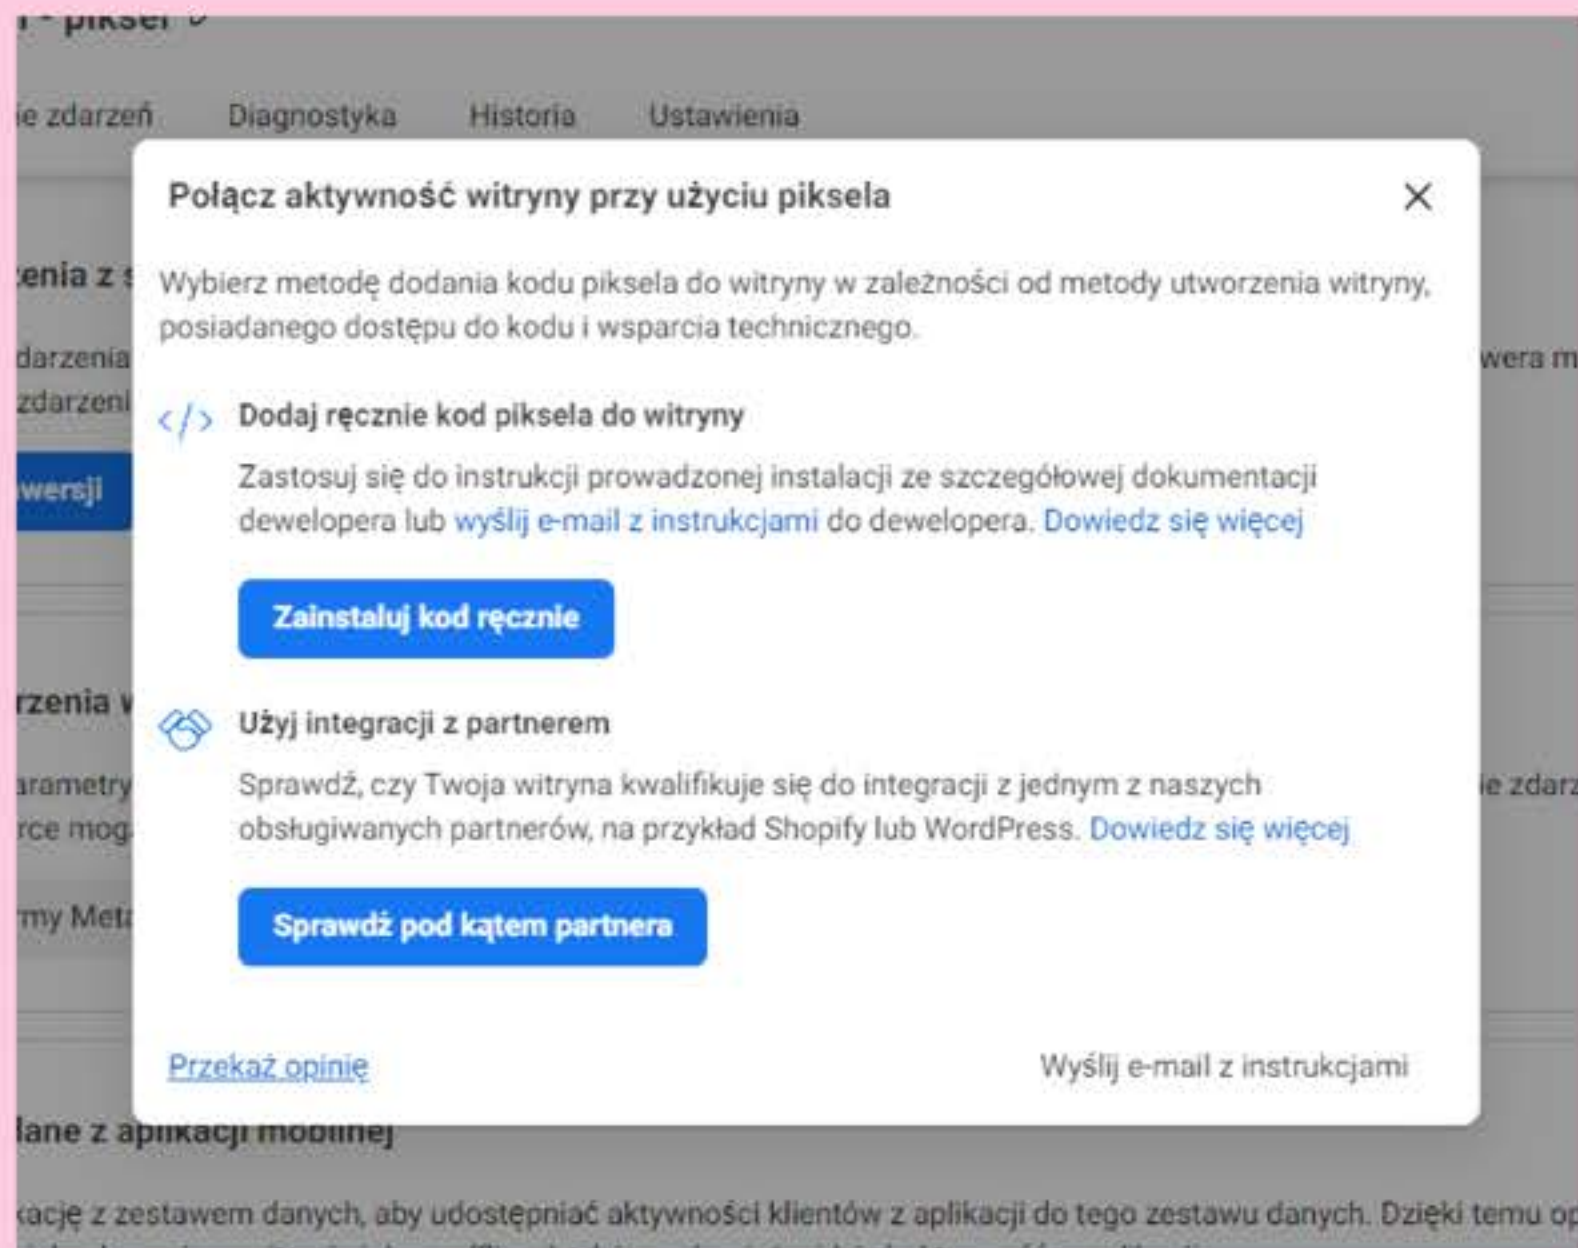 - piksel
ie zdarzeń Diagnostyka Historia Ustawienia
Połącz aktywność witryny przy użyciu piksela
enia z s
Wybierz metodę dodania kodu piksela do witryny w zależności od metody utworzenia witryny,
posiadanego dostępu do kodu i wsparcia technicznego.
darzenia
wera m
zdarzeni
</> Dodaj ręcznie kod piksela do witryny
Zastosuj się do instrukcji prowadzonej instalacji ze szczegółowej dokumentacji
dewelopera lub wyślij e-mail z instrukcjami do dewelopera. Dowiedz się więcej
wersji
Zainstaluj kod ręcznie
rzenia w
Użyj integracji z partnerem
arametry
Sprawdź, czy Twoja witryna kwalifikuje się do integracji z jednym z naszych
ie zdarz
rce mog
obsługiwanych partnerów, na przykład Shopify lub WordPress. Dowiedz się więcej
rmy Meta
Sprawdź pod kątem partnera
Przekaż opinię
Wyślij e-mail z instrukcjami
dane z aplikacji mobilnej
kację z zestawem danych, aby udostępniać aktywności klientów z aplikacji do tego zestawu danych. Dzięki temu op